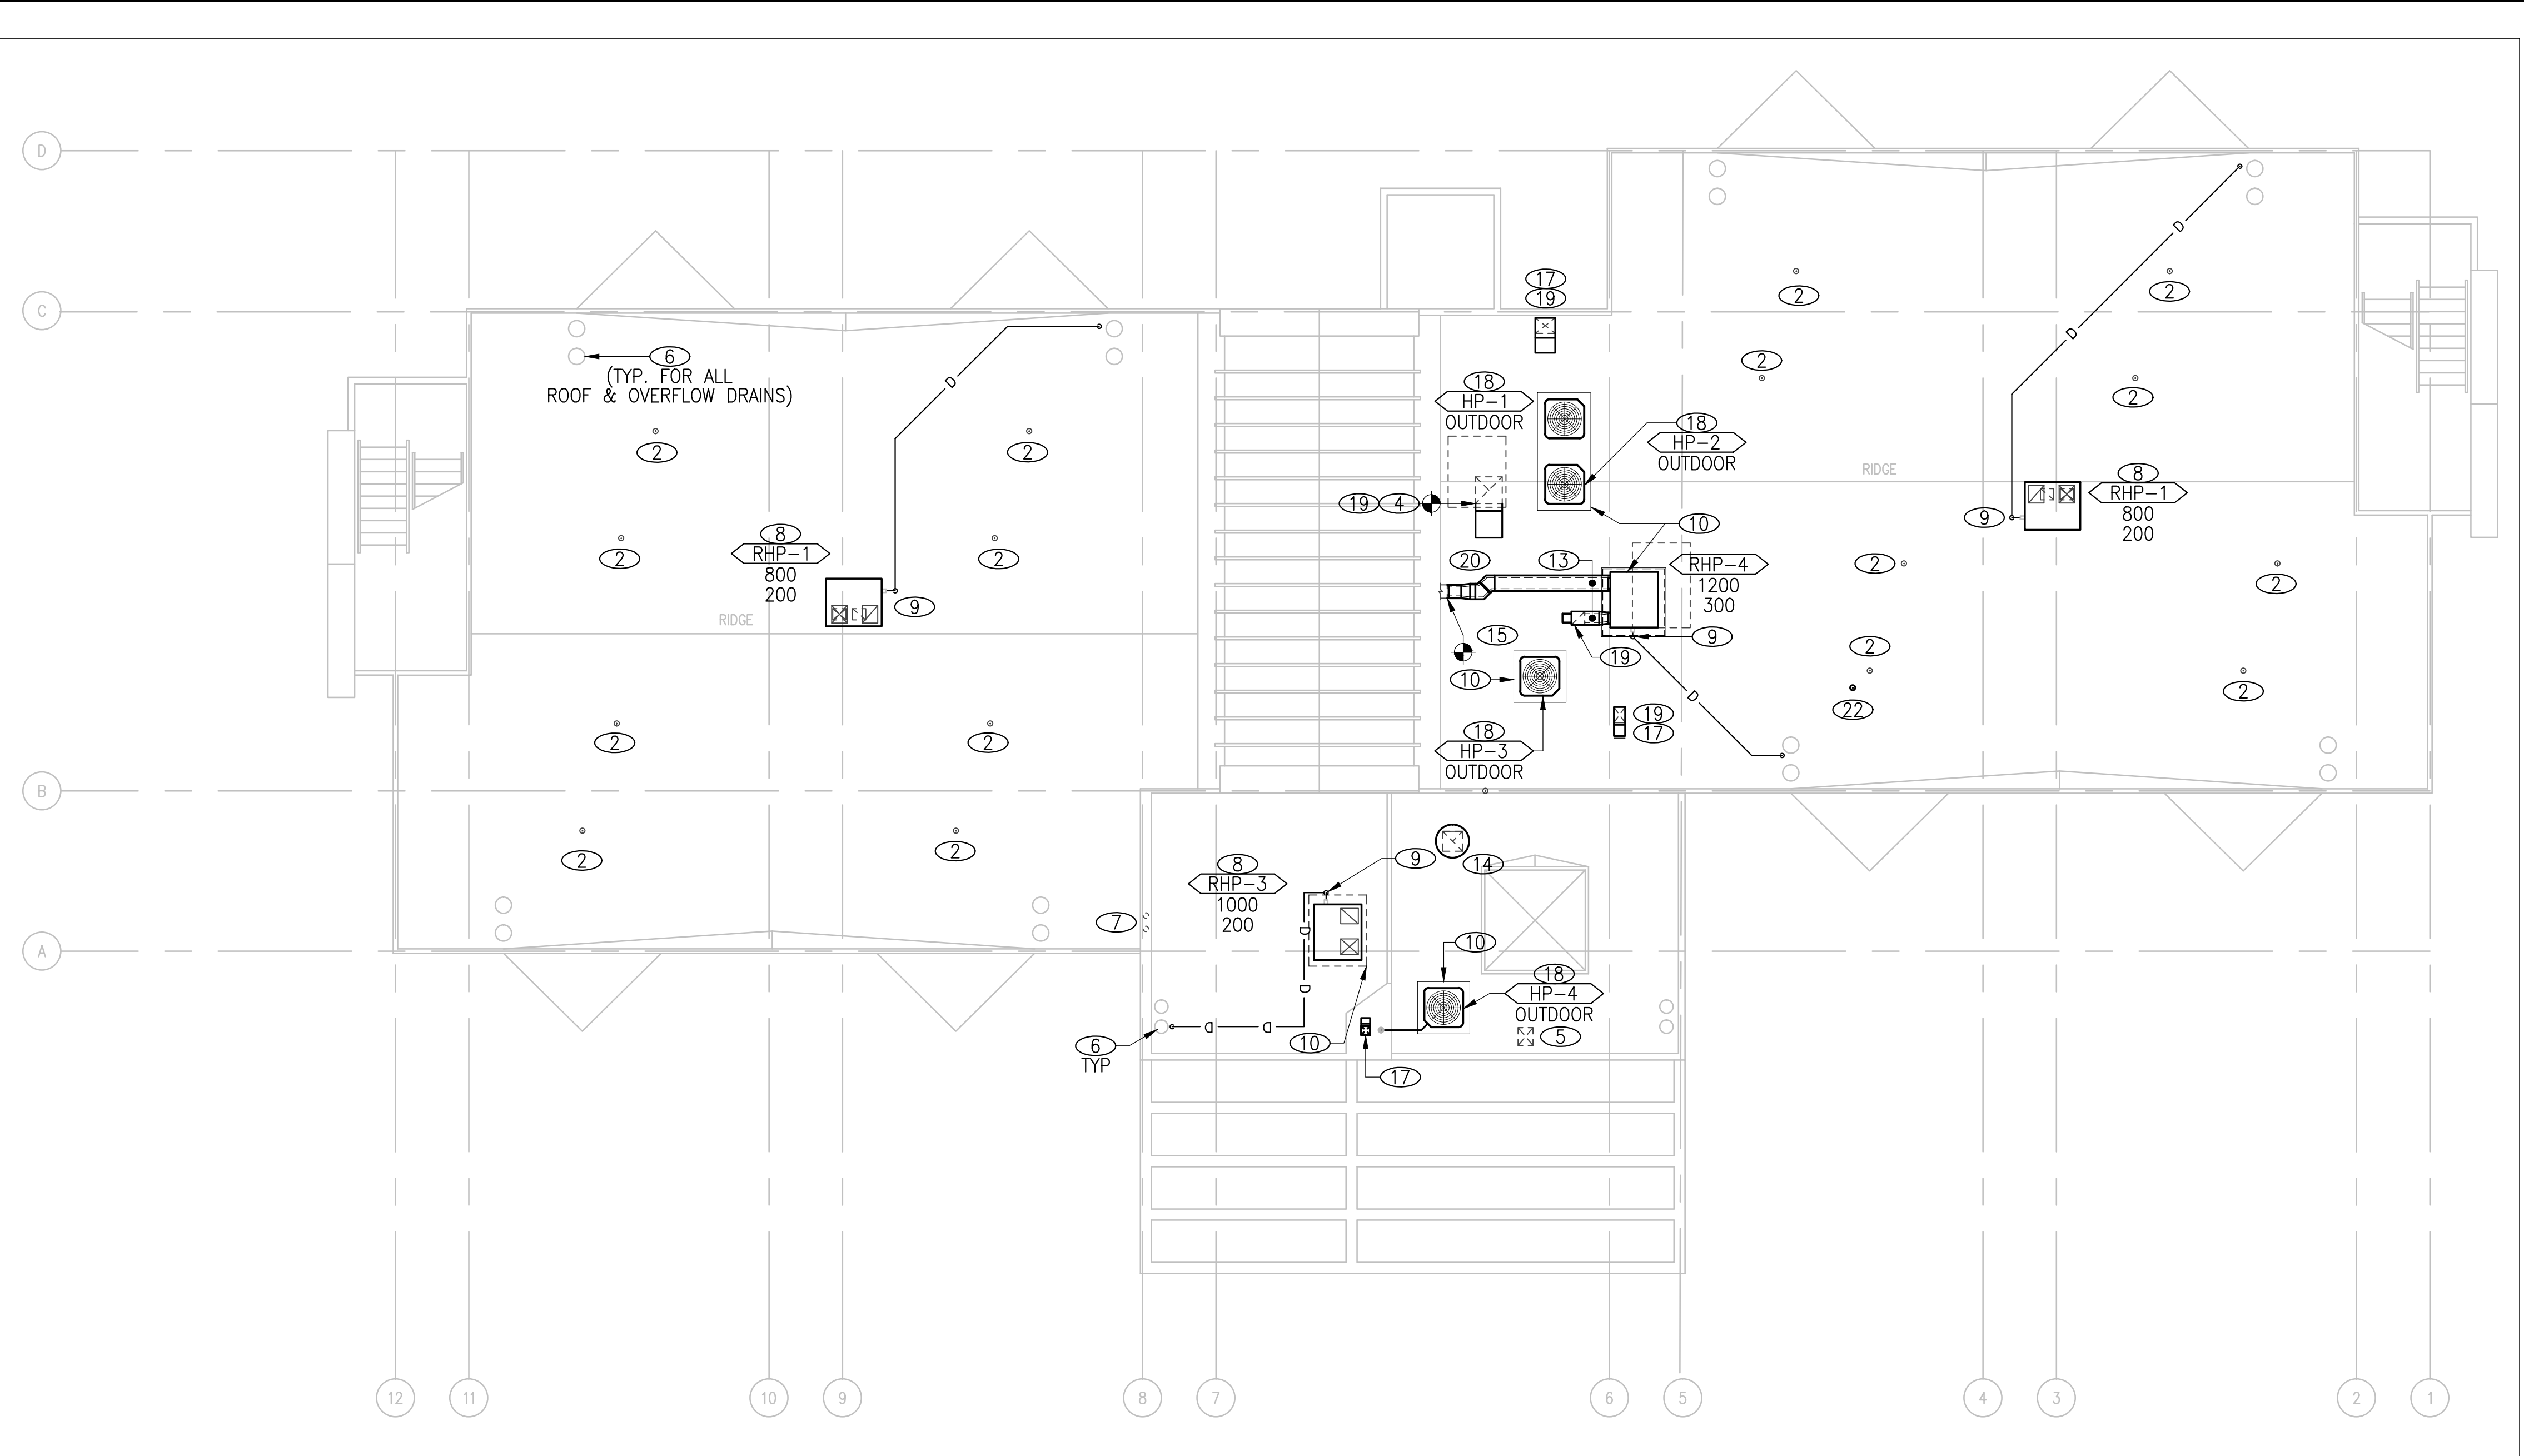 D
D
17
C
19
2
2
D
6
2
(TYP. FOR ALL
ROOF & OVERFLOW DRAINS)
D
18
HP-1
OUTDOOR
2
18
HP-2
OUTDOOR
2
2
RIDGE
8
RHP-1
800
200
19
4
10
9
8
RHP-1
800
200
2
2
20
13
RHP-4
1200
300
2
2
9
RIDGE
15
9
19
2
10
D
2
22
19
17
2
2
18
HP-3
OUTDOOR
B
2
2
8
RHP-3
1000
200
9
14
7
D
A
10
18
HP-4
OUTDOOR
5
D
D
D
6
TYP
10
17
12
11
10
9
8
7
6
5
4
3
2
1